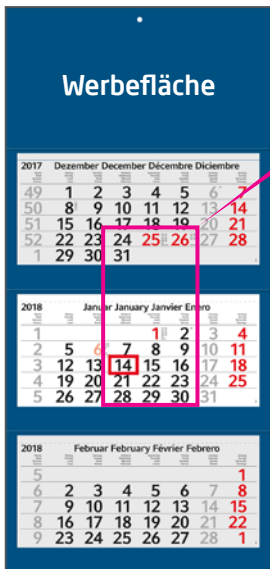 Werbefläche
2017 Dezember December Décembre Diciembre
49 1 2 3 4 5 6 7
50 8 9 10 11 12 13 14
51 15 16 17 18 19 20 21
52 22 23 24 25 26 27 28
1 29 30 31
2018 Januar January Janvier Enero
1 1 2 3 4
2 5 6 7 8 9 10 11
3 12 13 14 15 16 17 18
4 19 20 21 22 23 24 25
5 26 27 28 29 30 31
2018 Februar February Février Febrero
5 1
6 2 3 4 5 6 7 8
7 9 10 11 12 13 14 15
8 16 17 18 19 20 21 22
9 23 24 25 26 27 28 1